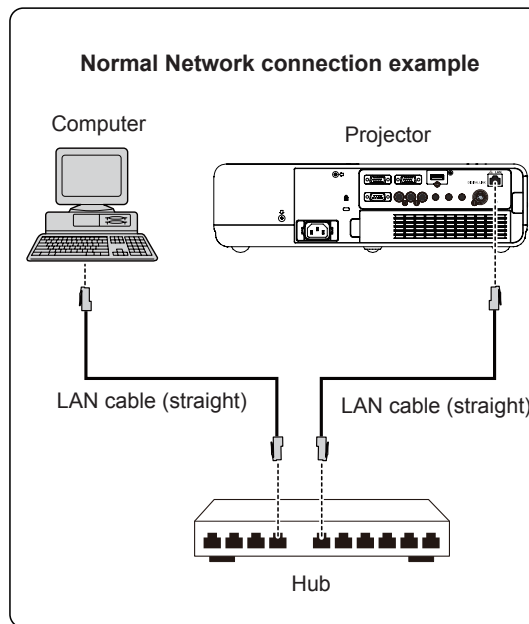 Normal Network connection example
Computer
Projector
LAN cable (straight)
LAN cable (straight)
Hub